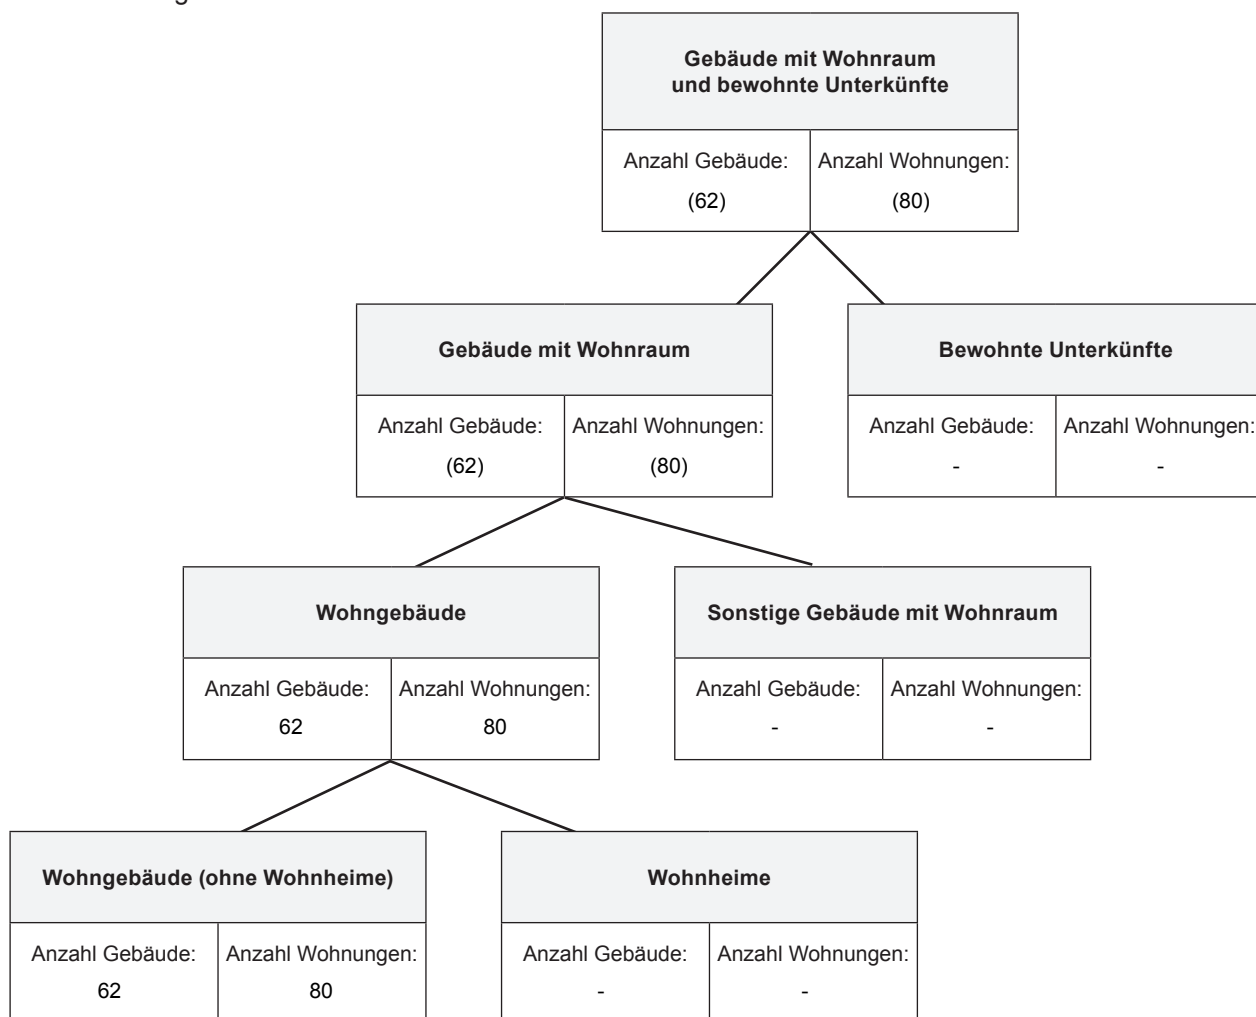 Gebäude mit Wohnraum
und bewohnte Unterkünfte
Anzahl Gebäude: Anzahl Wohnungen:
(62) (80)
Gebäude mit Wohnraum
Bewohnte Unterkünfte
Anzahl Gebäude: Anzahl Wohnungen:
(62) (80)
Anzahl Gebäude: Anzahl Wohnungen:
- -
Wohngebäude
Sonstige Gebäude mit Wohnraum
Anzahl Gebäude: Anzahl Wohnungen:
62 80
Anzahl Gebäude: Anzahl Wohnungen:
- -
Wohngebäude (ohne Wohnheime)
Wohnheime
Anzahl Gebäude: Anzahl Wohnungen:
62 80
Anzahl Gebäude: Anzahl Wohnungen:
- -